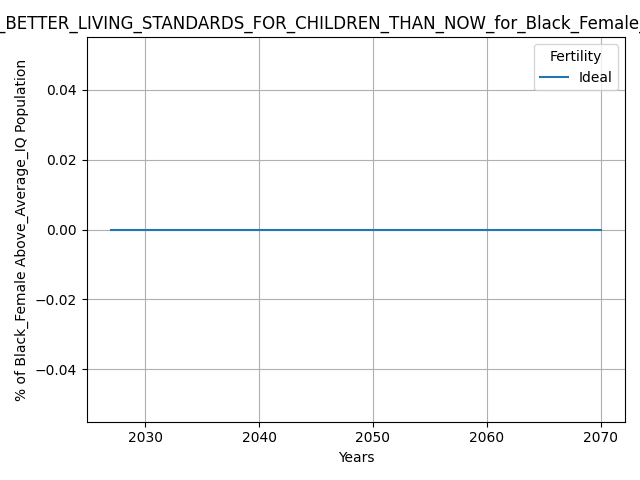 _BETTER_LIVING_STANDARDS_FOR_CHILDREN_THAN_NOW_for_Black_Female_
Fertility
Ideal
0.04
0.02
0.00
−0.02
−0.04
% of Black_Female Above_Average_IQ Population
2030 2040 2050 2060 2070
Years